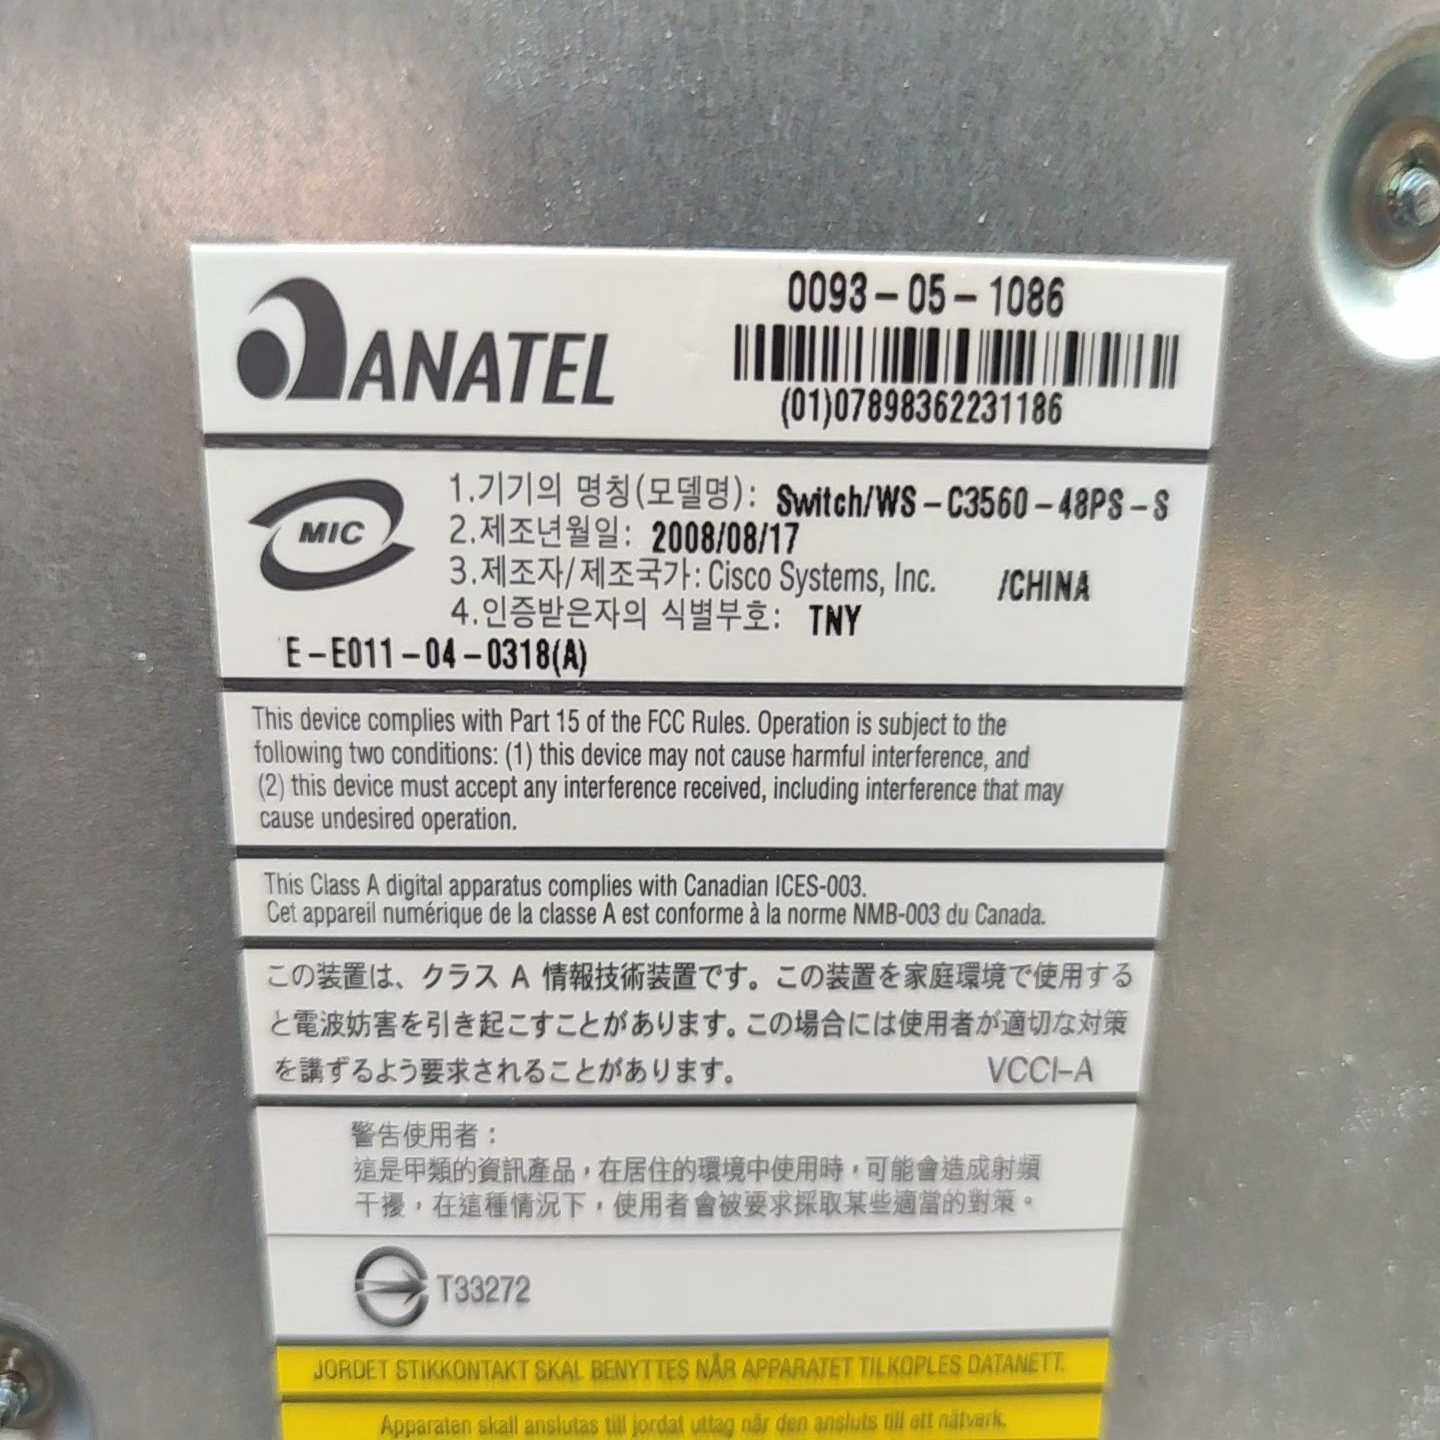 ANATEL
0093-05-1086
(01)07898362231186
MIC
1.기기의 명칭(모델명): Switch/WS-C3560-48PS-S
2.제조년월일: 2008/08/17
3.제조자/제조국가: Cisco Systems, Inc. /CHINA
4.인증받은자의 식별부호: TNY
E-E011-04-0318(A)
This device complies with Part 15 of the FCC Rules. Operation is subject to the
following two conditions: (1) this device may not cause harmful interference, and
(2) this device must accept any interference received, including interference that may
cause undesired operation.
This Class A digital apparatus complies with Canadian ICES-003.
Cet appareil numérique de la classe A est conforme à la norme NMB-003 du Canada.
この装置は、クラス A 情報技術装置です。この装置を家庭環境で使用する
と電波妨害を引き起こすことがあります。この場合には使用者が適切な対策
を講ずるよう要求されることがあります。 VCCI-A
警告使用者：
這是甲類的資訊產品，在居住的環境中使用時，可能會造成射頻
干擾，在這種情況下，使用者會被要求採取某些適當的對策。
T33272
JORDET STIKKONTAKT SKAL BENYTTES NÅR APPARATET TILKOPLES DATANETT.
Apparaten skall anslutas till jordat uttag når den ansluts till ett nätverk.